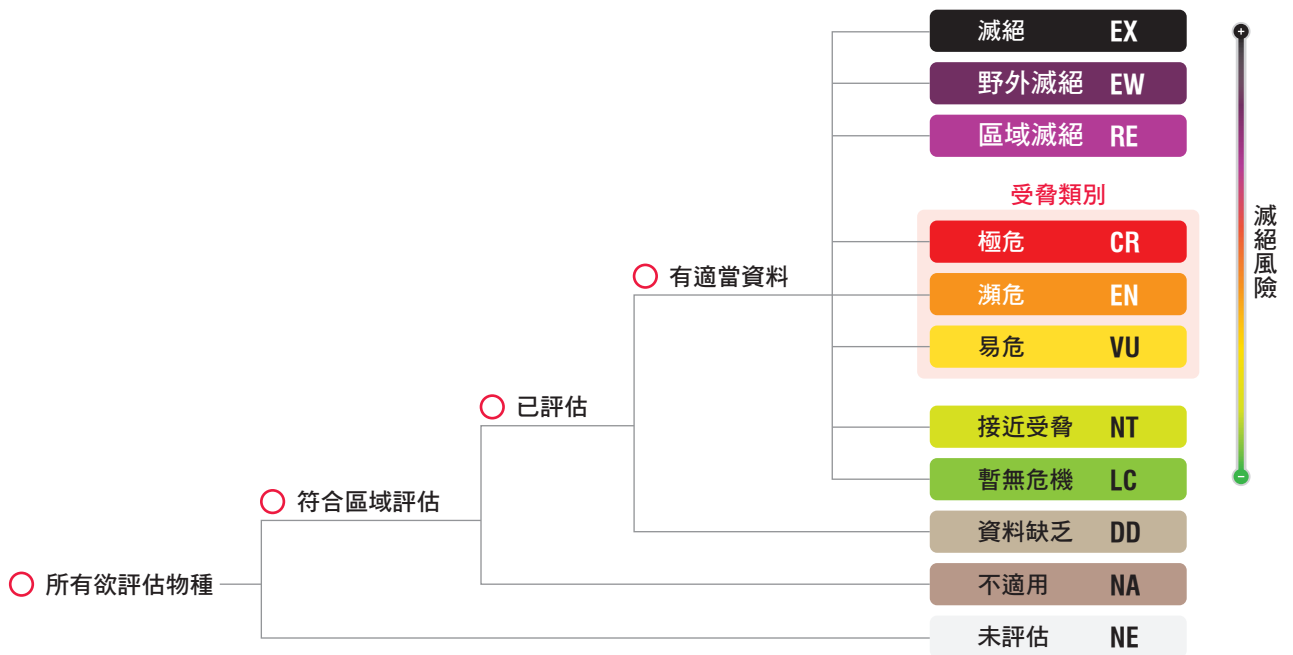 滅絕 EX
野外滅絕 EW
區域滅絕 RE
受脅類別
極危 CR
瀕危 EN
易危 VU
接近受脅 NT
暫無危機 LC
資料缺乏 DD
不適用 NA
未評估 NE
有適當資料
已評估
符合區域評估
所有欲評估物種
+
滅絕風險
−